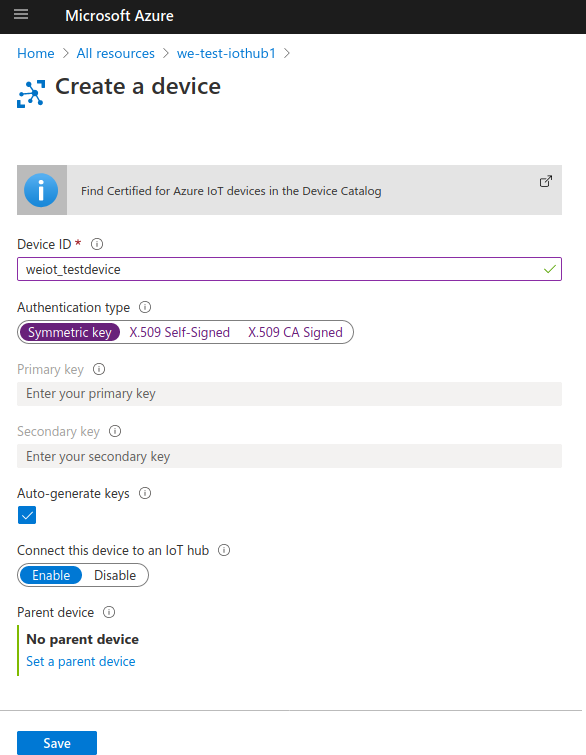 Microsoft Azure
Home > All resources > we-test-iothub1 >
Create a device
Find Certified for Azure IoT devices in the Device Catalog
Device ID *
weiot_testdevice
Authentication type
Symmetric key X.509 Self-Signed X.509 CA Signed
Primary key
Enter your primary key
Secondary key
Enter your secondary key
Auto-generate keys
Connect this device to an IoT hub
Enable Disable
Parent device
No parent device
Set a parent device
Save